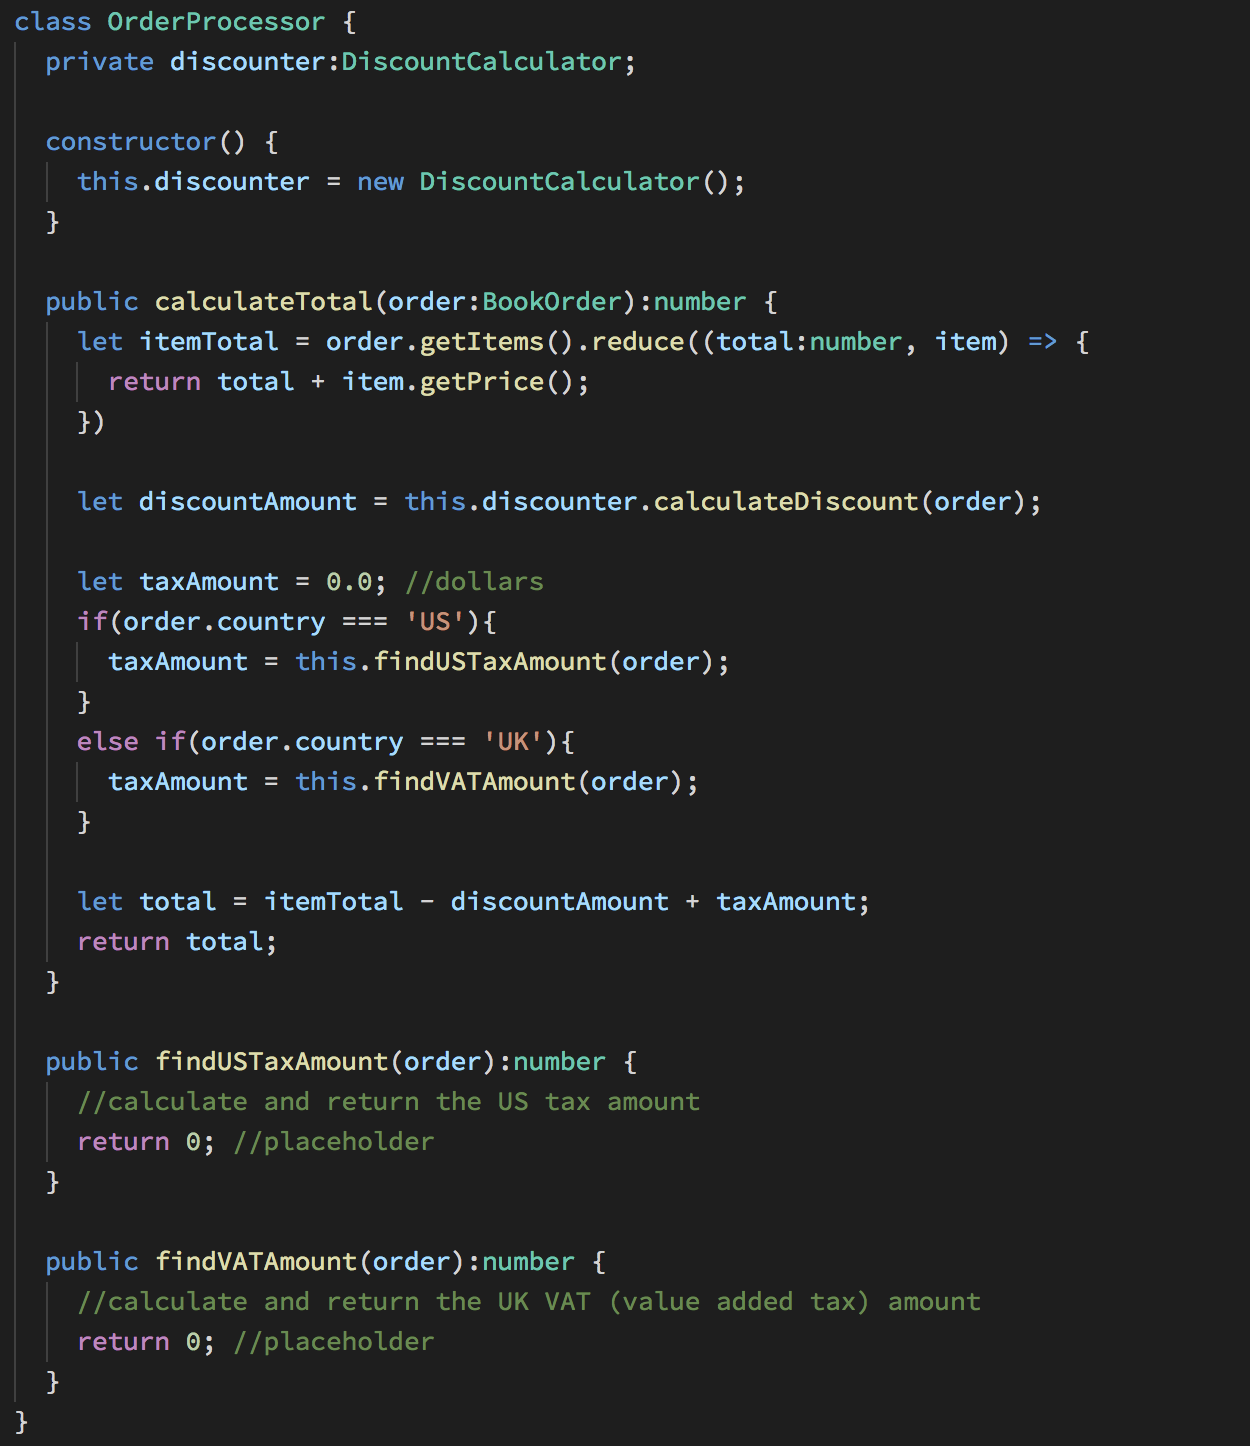 class OrderProcessor {
  private discounter:DiscountCalculator;

  constructor() {
    this.discounter = new DiscountCalculator();
  }

  public calculateTotal(order:BookOrder):number {
    let itemTotal = order.getItems().reduce((total:number, item) => {
      return total + item.getPrice();
    })

    let discountAmount = this.discounter.calculateDiscount(order);

    let taxAmount = 0.0; //dollars
    if(order.country === 'US'){
      taxAmount = this.findUSTaxAmount(order);
    }
    else if(order.country === 'UK'){
      taxAmount = this.findVATAmount(order);
    }

    let total = itemTotal - discountAmount + taxAmount;
    return total;
  }

  public findUSTaxAmount(order):number {
    //calculate and return the US tax amount
    return 0; //placeholder
  }

  public findVATAmount(order):number {
    //calculate and return the UK VAT (value added tax) amount
    return 0; //placeholder
  }
}